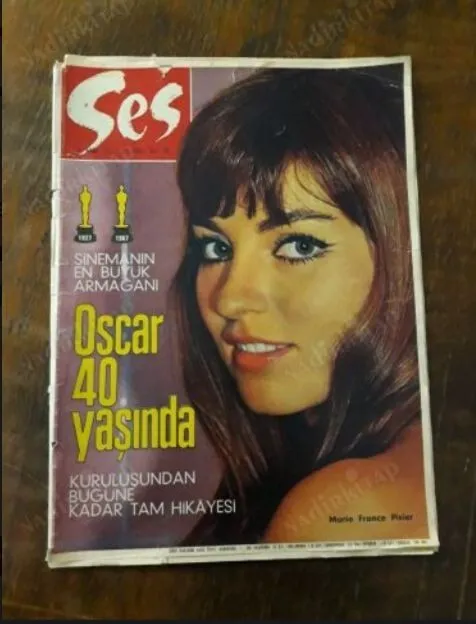 Ses
1927 1967
SİNEMANIN
EN BÜYÜK
ARMAĞANI
Oscar
40
yaşında
KURULUŞUNDAN
BUGÜNE
KADAR TAM HİKAYESİ
Marie France Pisier
NadirKitap